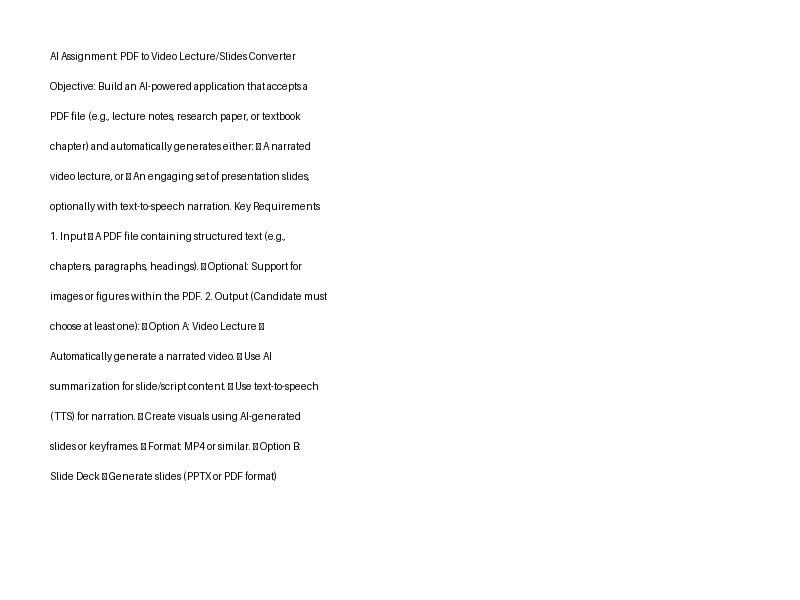 AI Assignment: PDF to Video Lecture/Slides Converter
Objective: Build an AI-powered application that accepts a
PDF file (e.g., lecture notes, research paper, or textbook
chapter) and automatically generates either: ▯ A narrated
video lecture, or ▯ An engaging set of presentation slides,
optionally with text-to-speech narration. Key Requirements
1. Input ▯ A PDF file containing structured text (e.g.,
chapters, paragraphs, headings). ▯ Optional: Support for
images or figures within the PDF. 2. Output (Candidate must
choose at least one): ▯ Option A: Video Lecture ▯
Automatically generate a narrated video. ▯ Use AI
summarization for slide/script content. ▯ Use text-to-speech
(TTS) for narration. ▯ Create visuals using AI-generated
slides or keyframes. ▯ Format: MP4 or similar. ▯ Option B:
Slide Deck ▯ Generate slides (PPTX or PDF format)